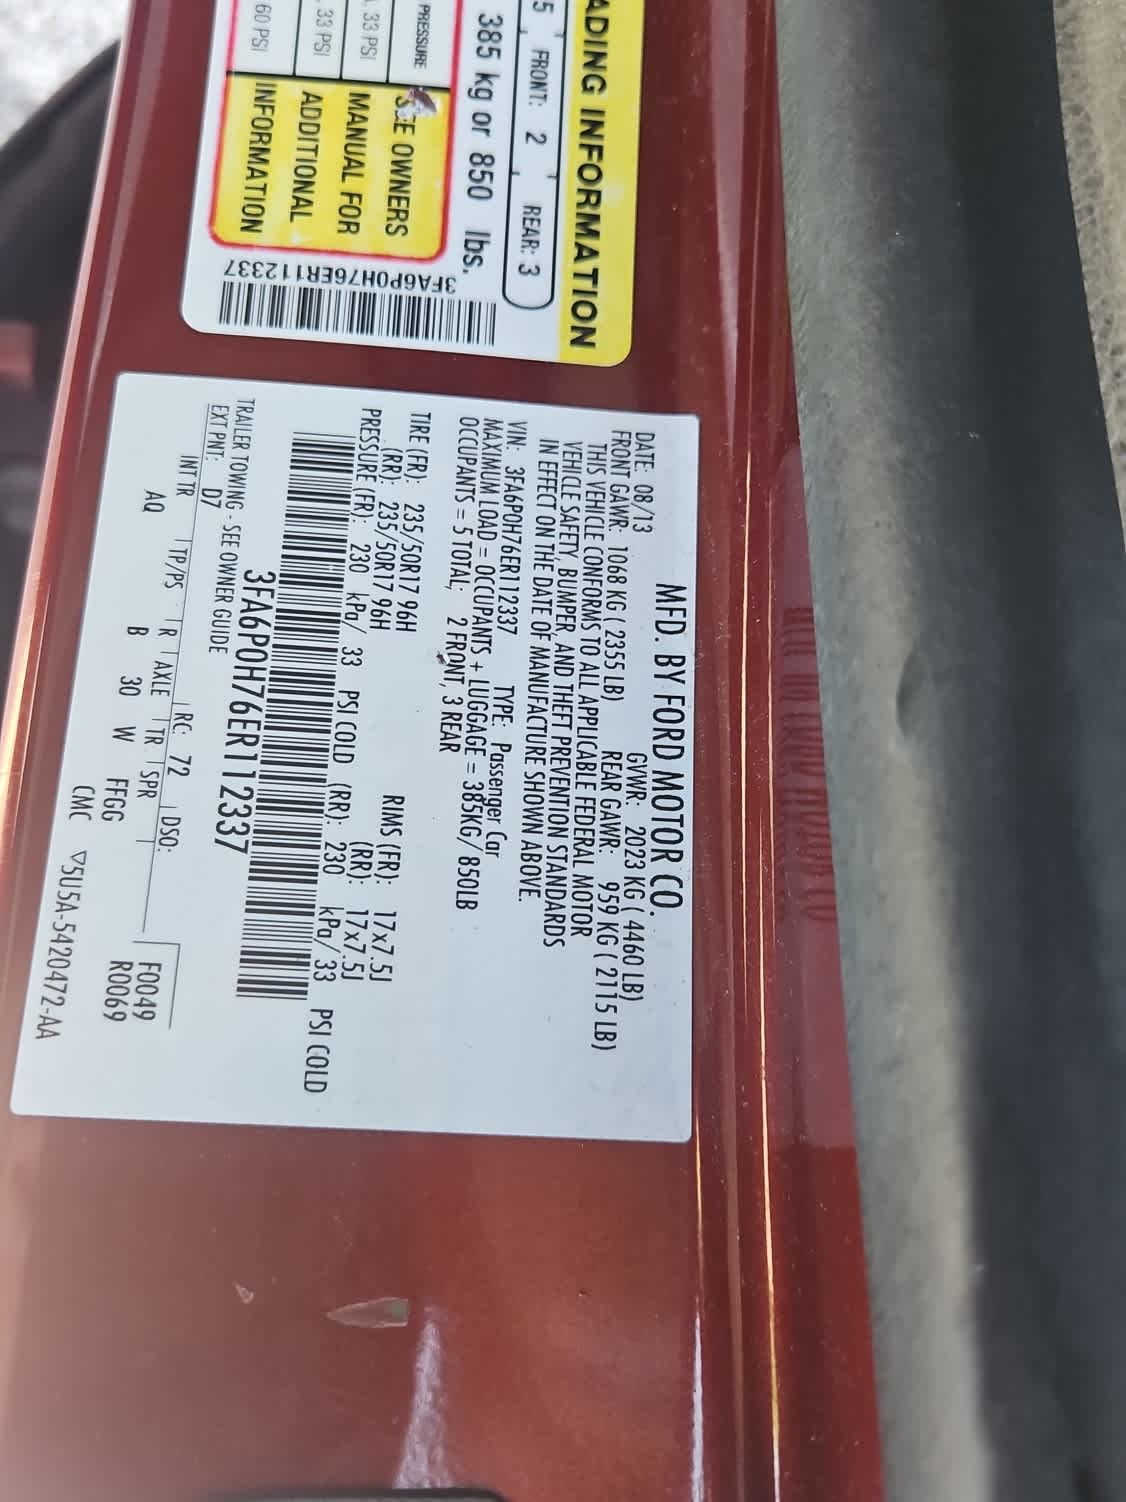 ADING INFORMATION
5, FRONT: 2, REAR: 3
385 kg or 850 lbs.
PRESSURE
, 33 PSI
, 33 PSI
60 PSI
SEE OWNERS
MANUAL FOR
ADDITIONAL
INFORMATION
3FA6P0H76ER112337
MFD. BY FORD MOTOR CO.
DATE: 08/13 GVWR: 2023 KG ( 4460 LB)
FRONT GAWR: 1068 KG ( 2355 LB) REAR GAWR: 959 KG ( 2115 LB)
THIS VEHICLE CONFORMS TO ALL APPLICABLE FEDERAL MOTOR
VEHICLE SAFETY, BUMPER, AND THEFT PREVENTION STANDARDS
IN EFFECT ON THE DATE OF MANUFACTURE SHOWN ABOVE.
VIN: 3FA6P0H76ER112337 TYPE: Passenger Car
MAXIMUM LOAD = OCCUPANTS + LUGGAGE = 385KG/ 850LB
OCCUPANTS = 5 TOTAL; 2 FRONT, 3 REAR
TIRE (FR): 235/50R17 96H RIMS (FR): 17x7.5J
(RR): 235/50R17 96H (RR): 17x7.5J
PRESSURE (FR): 230 kPa/ 33 PSI COLD (RR): 230 kPa/ 33 PSI COLD
3FA6P0H76ER112337
TRAILER TOWING - SEE OWNER GUIDE
EXT PNT: D7 RC: 72 DSO:
INT TR TP/PS R AXLE TR SPR F0049
AQ B 30 W FFGG R0069
CMC ▽5U5A-5420472-AA